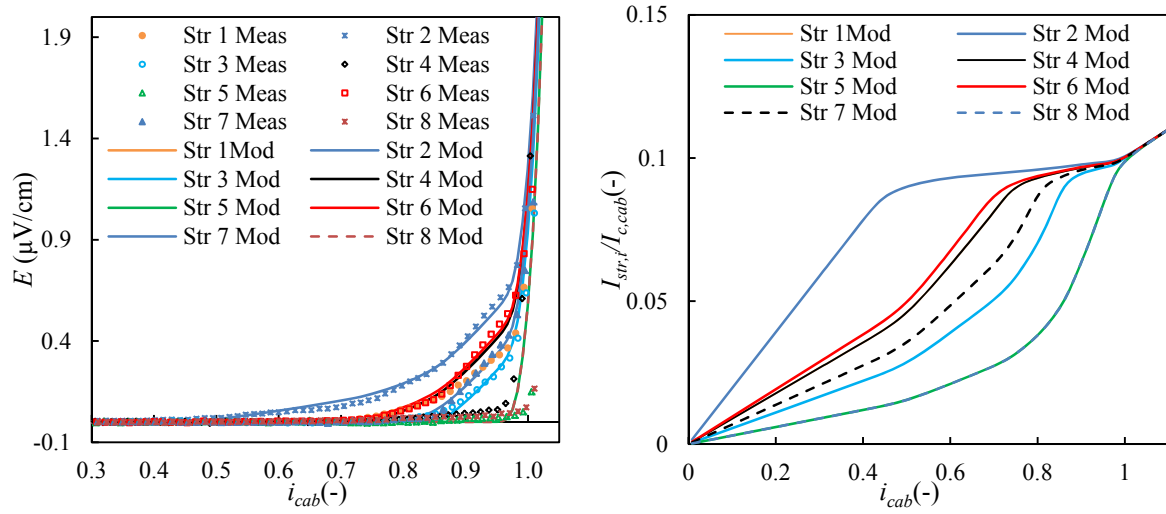 1.9
1.4
0.9
0.4
-0.1
E (μV/cm)
Str 1 Meas Str 2 Meas
Str 3 Meas Str 4 Meas
Str 5 Meas Str 6 Meas
Str 7 Meas Str 8 Meas
Str 1Mod Str 2 Mod
Str 3 Mod Str 4 Mod
Str 5 Mod Str 6 Mod
Str 7 Mod Str 8 Mod
0.3 0.4 0.5 0.6 0.7 0.8 0.9 1.0
icab(-)
0.15
0.1
0.05
0
Istr,i/Ic,cab(-)
Str 1Mod Str 2 Mod
Str 3 Mod Str 4 Mod
Str 5 Mod Str 6 Mod
Str 7 Mod Str 8 Mod
0 0.2 0.4 0.6 0.8 1
icab(-)